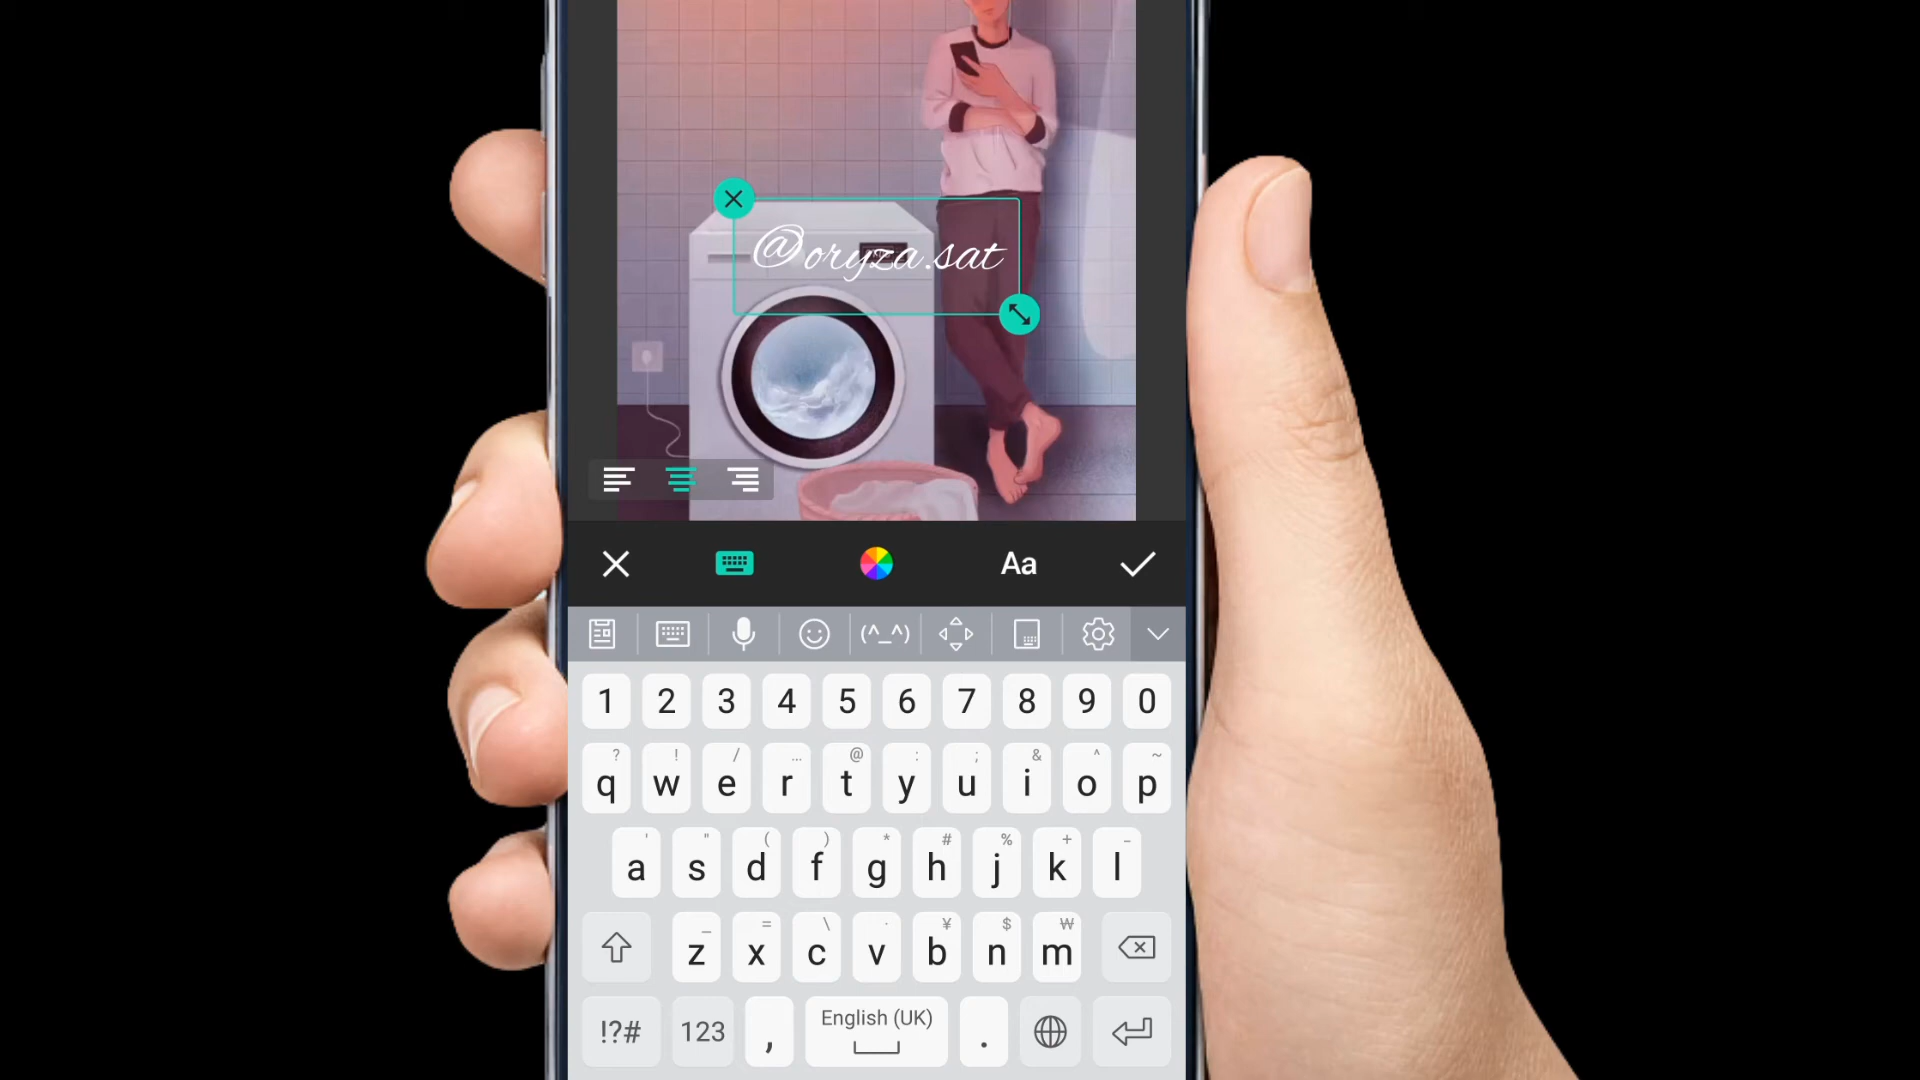 @oryza.sat
Aa
(^_^)
1 2 3 4 5 6 7 8 9 0
? ! / ... @ : ; & ^ ~
q w e r t y u i o p
' " ( ) * # % + -
a s d f g h j k l
_ = \ · ¥ $ ₩
z x c v b n m
!?# 123 , English (UK) .